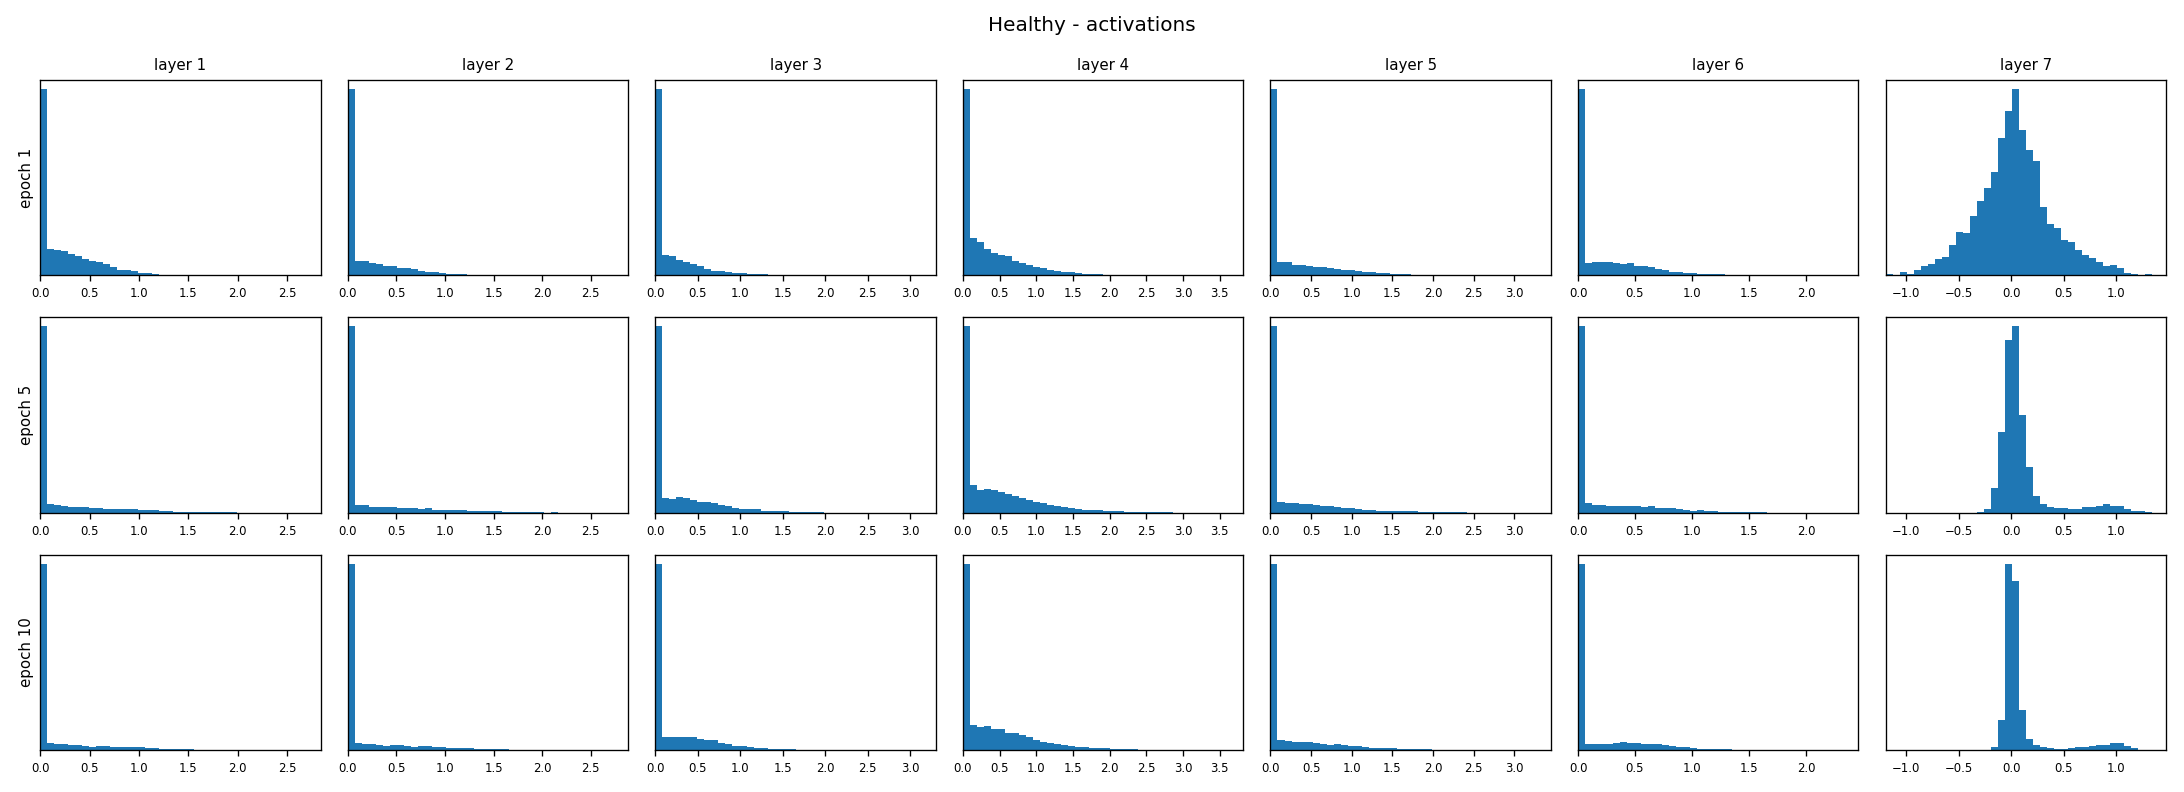 Healthy - activations
layer 1 layer 2 layer 3 layer 4 layer 5 layer 6 layer 7
epoch 1
0.0 0.5 1.0 1.5 2.0 2.5 0.0 0.5 1.0 1.5 2.0 2.5 0.0 0.5 1.0 1.5 2.0 2.5 3.0 0.0 0.5 1.0 1.5 2.0 2.5 3.0 3.5 0.0 0.5 1.0 1.5 2.0 2.5 3.0 0.0 0.5 1.0 1.5 2.0 −1.0 −0.5 0.0 0.5 1.0
epoch 5
0.0 0.5 1.0 1.5 2.0 2.5 0.0 0.5 1.0 1.5 2.0 2.5 0.0 0.5 1.0 1.5 2.0 2.5 3.0 0.0 0.5 1.0 1.5 2.0 2.5 3.0 3.5 0.0 0.5 1.0 1.5 2.0 2.5 3.0 0.0 0.5 1.0 1.5 2.0 −1.0 −0.5 0.0 0.5 1.0
epoch 10
0.0 0.5 1.0 1.5 2.0 2.5 0.0 0.5 1.0 1.5 2.0 2.5 0.0 0.5 1.0 1.5 2.0 2.5 3.0 0.0 0.5 1.0 1.5 2.0 2.5 3.0 3.5 0.0 0.5 1.0 1.5 2.0 2.5 3.0 0.0 0.5 1.0 1.5 2.0 −1.0 −0.5 0.0 0.5 1.0